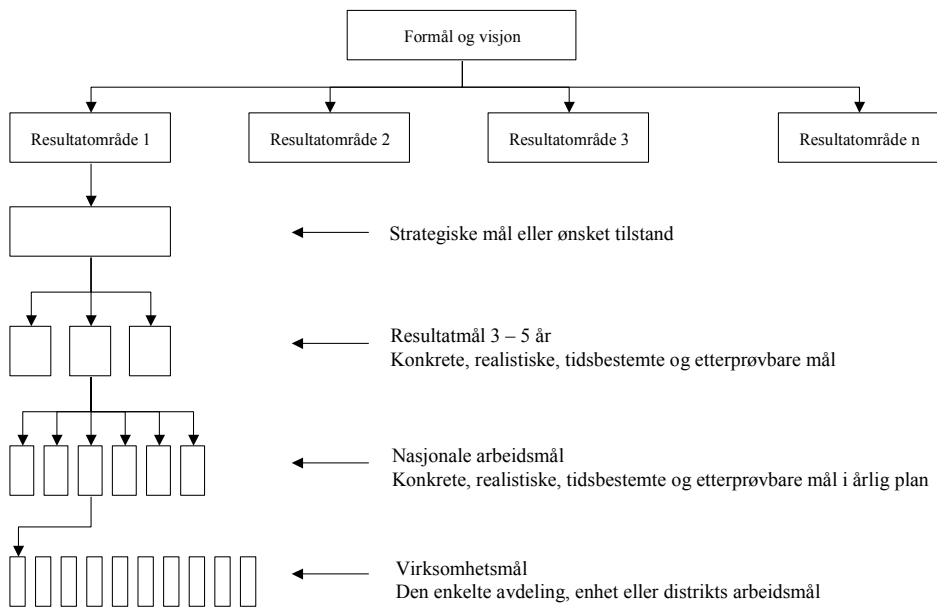 Formål og visjon
Resultatområde 1
Resultatområde 2
Resultatområde 3
Resultatområde n
Strategiske mål eller ønsket tilstand
Resultatmål 3 – 5 år
Konkrete, realistiske, tidsbestemte og etterprøvbare mål
Nasjonale arbeidsmål
Konkrete, realistiske, tidsbestemte og etterprøvbare mål i årlig plan
Virksomhetsmål
Den enkelte avdeling, enhet eller distrikts arbeidsmål